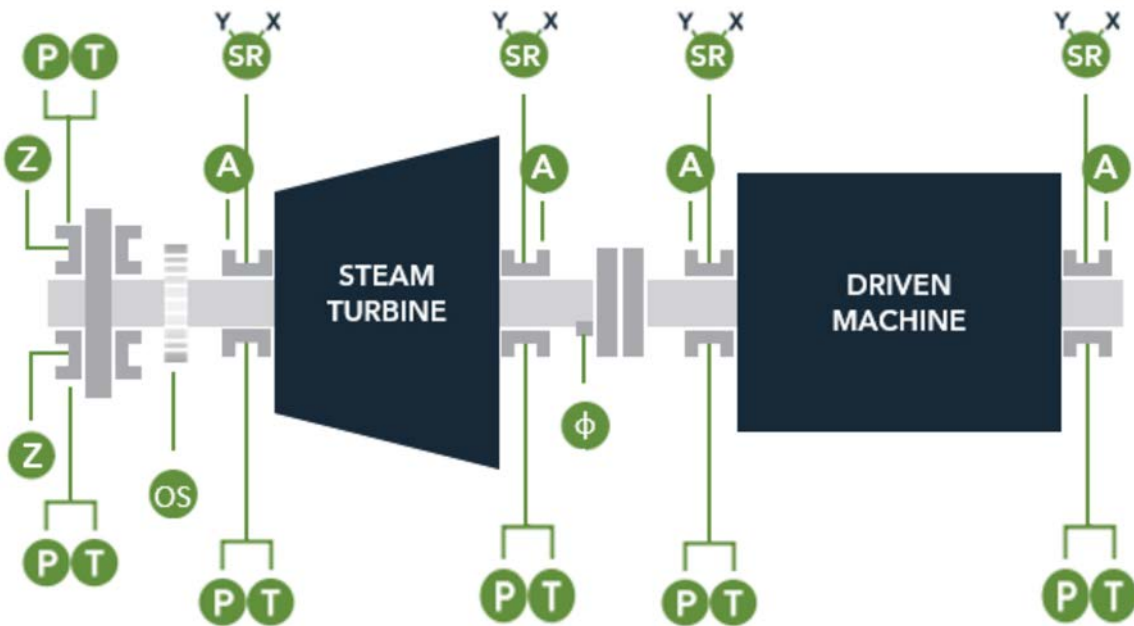 Y X
Y X
Y X
Y X
SR
SR
SR
SR
P T
Z
A
A
A
A
STEAM
TURBINE
DRIVEN
MACHINE
Z
ϕ
OS
P T
P T
P T
P T
P T